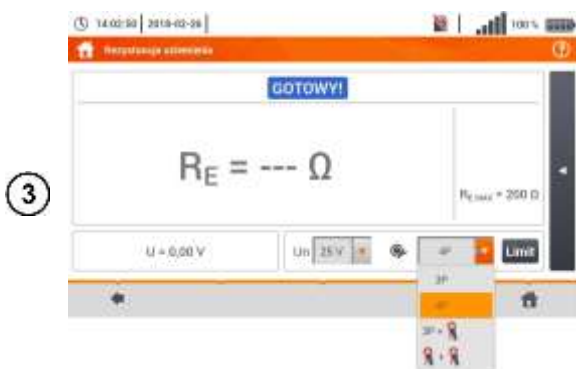 14:02:50 | 2018-02-26 | 100 %
Rezystancja uziemienia
GOTOWY!
3
RE = --- Ω
RE MAX = 200 Ω
U = 0,00 V
Un 25 V 4P Limit
3P
4P
3P +
+